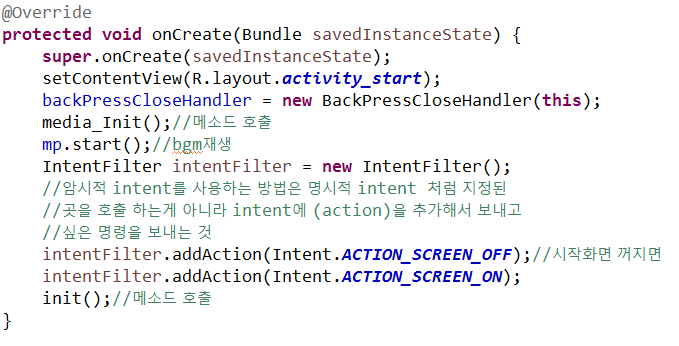 @Override
protected void onCreate(Bundle savedInstanceState) {
    super.onCreate(savedInstanceState);
    setContentView(R.layout.activity_start);
    backPressCloseHandler = new BackPressCloseHandler(this);
    media_Init();//메소드 호출
    mp.start();//bgm재생
    IntentFilter intentFilter = new IntentFilter();
    //암시적 intent를 사용하는 방법은 명시적 intent 처럼 지정된
    //곳을 호출 하는게 아니라 intent에 (action)을 추가해서 보내고
    //싶은 명령을 보내는 것
    intentFilter.addAction(Intent.ACTION_SCREEN_OFF);//시작화면 꺼지면
    intentFilter.addAction(Intent.ACTION_SCREEN_ON);
    init();//메소드 호출
}